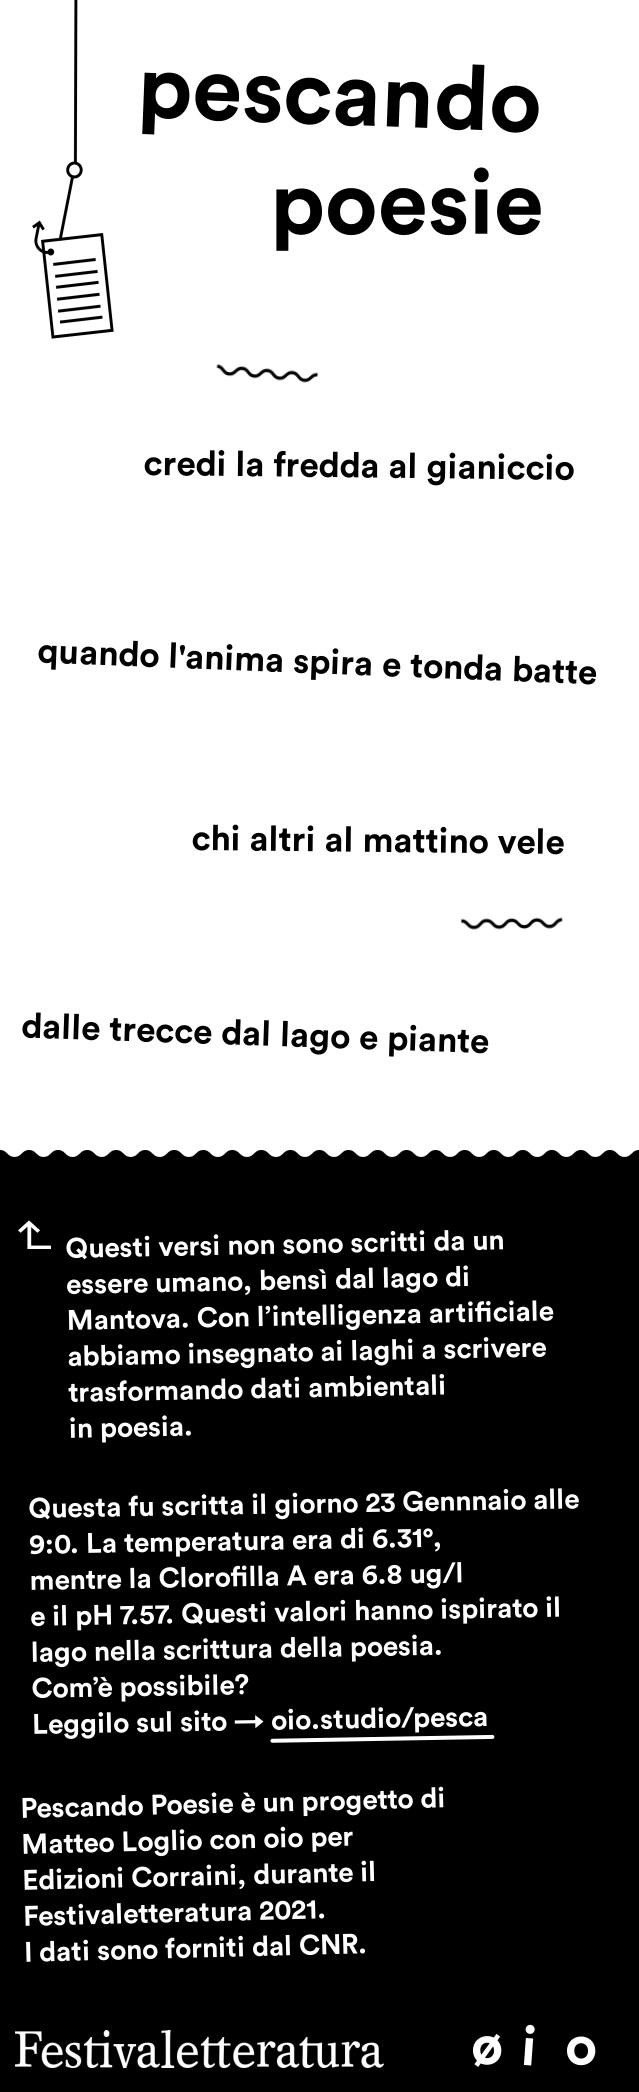 pescando
poesie
credi la fredda al gianiccio
quando l'anima spira e tonda batte
chi altri al mattino vele
dalle trecce dal lago e piante
Questi versi non sono scritti da un
essere umano, bensì dal lago di
Mantova. Con l’intelligenza artificiale
abbiamo insegnato ai laghi a scrivere
trasformando dati ambientali
in poesia.
Questa fu scritta il giorno 23 Gennnaio alle
9:0. La temperatura era di 6.31°,
mentre la Clorofilla A era 6.8 ug/l
e il pH 7.57. Questi valori hanno ispirato il
lago nella scrittura della poesia.
Com’è possibile?
Leggilo sul sito → oio.studio/pesca
Pescando Poesie è un progetto di
Matteo Loglio con oio per
Edizioni Corraini, durante il
Festivaletteratura 2021.
I dati sono forniti dal CNR.
Festivaletteratura
ø i o